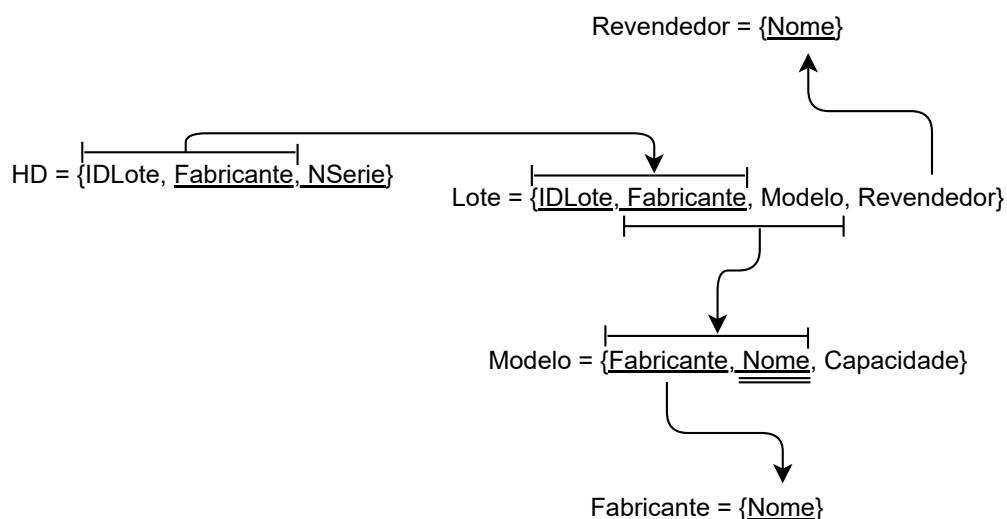 Revendedor = {Nome}
HD = {IDLote, Fabricante, NSerie}
Lote = {IDLote, Fabricante, Modelo, Revendedor}
Modelo = {Fabricante, Nome, Capacidade}
Fabricante = {Nome}